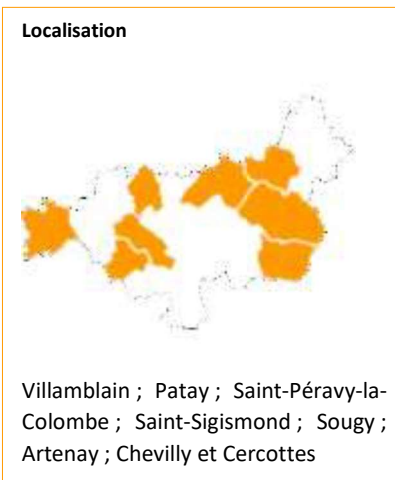 Localisation
Villamblain ; Patay ; Saint-Péravy-la-
Colombe ; Saint-Sigismond ; Sougy ;
Artenay ; Chevilly et Cercottes